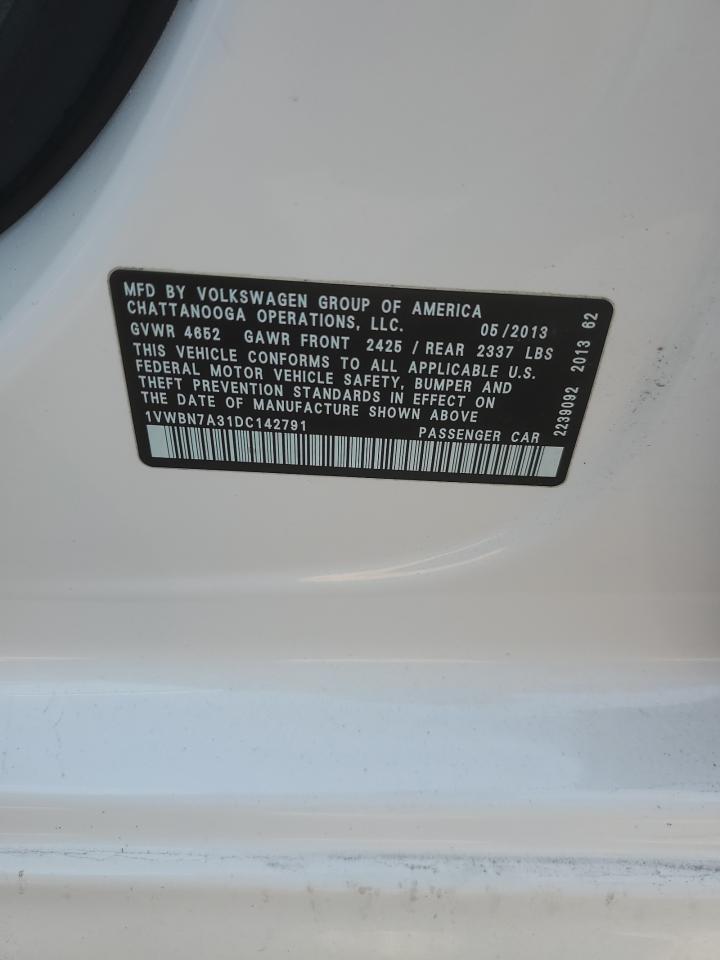 MFD BY VOLKSWAGEN GROUP OF AMERICA
CHATTANOOGA OPERATIONS, LLC. 05/2013
GVWR 4652 GAWR FRONT 2425 / REAR 2337 LBS
THIS VEHICLE CONFORMS TO ALL APPLICABLE U.S.
FEDERAL MOTOR VEHICLE SAFETY, BUMPER AND
THEFT PREVENTION STANDARDS IN EFFECT ON
THE DATE OF MANUFACTURE SHOWN ABOVE
1VWBN7A31DC142791 PASSENGER CAR
2239092 2013 62